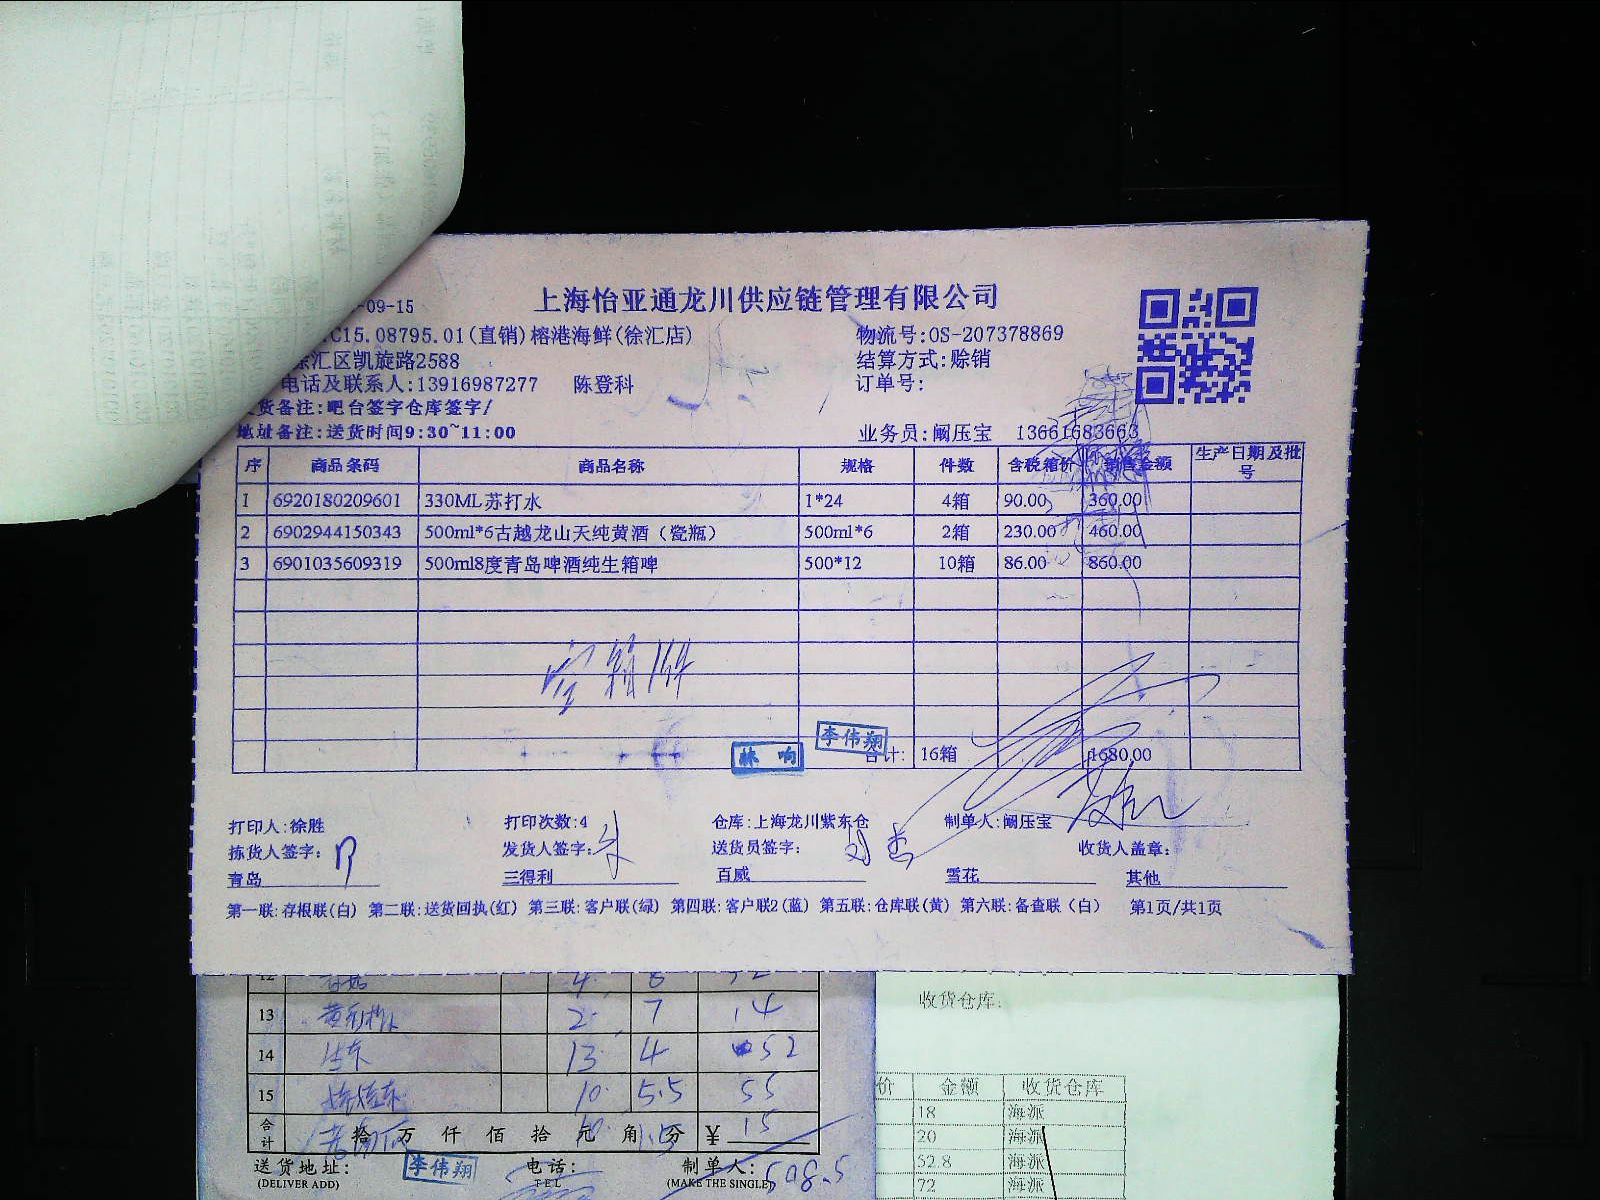 -09-15
上海怡亚通龙川供应链管理有限公司
C15.08795.01(直销)榕港海鲜(徐汇店)
物流号:OS-207378869
徐汇区凯旋路2588
结算方式:赊销
电话及联系人:13916987277 陈登科
订单号:
货备注:吧台签字仓库签字/
地址备注:送货时间9:30~11:00
业务员:阚压宝 13661683663
序 商品条码 商品名称 规格 件数 含税箱价 销售金额 生产日期及批号
1 6920180209601 330ML苏打水 1*24 4箱 90.00 360.00
2 6902944150343 500ml*6古越龙山天纯黄酒（瓷瓶） 500ml*6 2箱 230.00 460.00
3 6901035609319 500ml8度青岛啤酒纯生箱啤 500*12 10箱 86.00 860.00
空箱1件
林响
李伟翔
合计: 16箱 1680.00
打印人:徐胜 打印次数:4 仓库:上海龙川紫东仓 制单人:阚压宝
拣货人签字: 发货人签字: 送货员签字: 收货人盖章:
青岛 三得利 百威 雪花 其他
第一联:存根联(白) 第二联:送货回执(红) 第三联:客户联(绿) 第四联:客户联2(蓝) 第五联:仓库联(黄) 第六联:备查联（白） 第1页/共1页
12 4 8 32
13 2 7 14
14 13 4 52
15 10 5.5 55
合计 拾 万 仟 佰 拾 元 角 分 ¥ 15
送货地址: 李伟翔 电话: 制单人: 508.5
(DELIVER ADD) TEL (MAKE THE SINGLE)
收货仓库:
价 金额 收货仓库
18 海派
20 海派
52.8 海派
72 海派